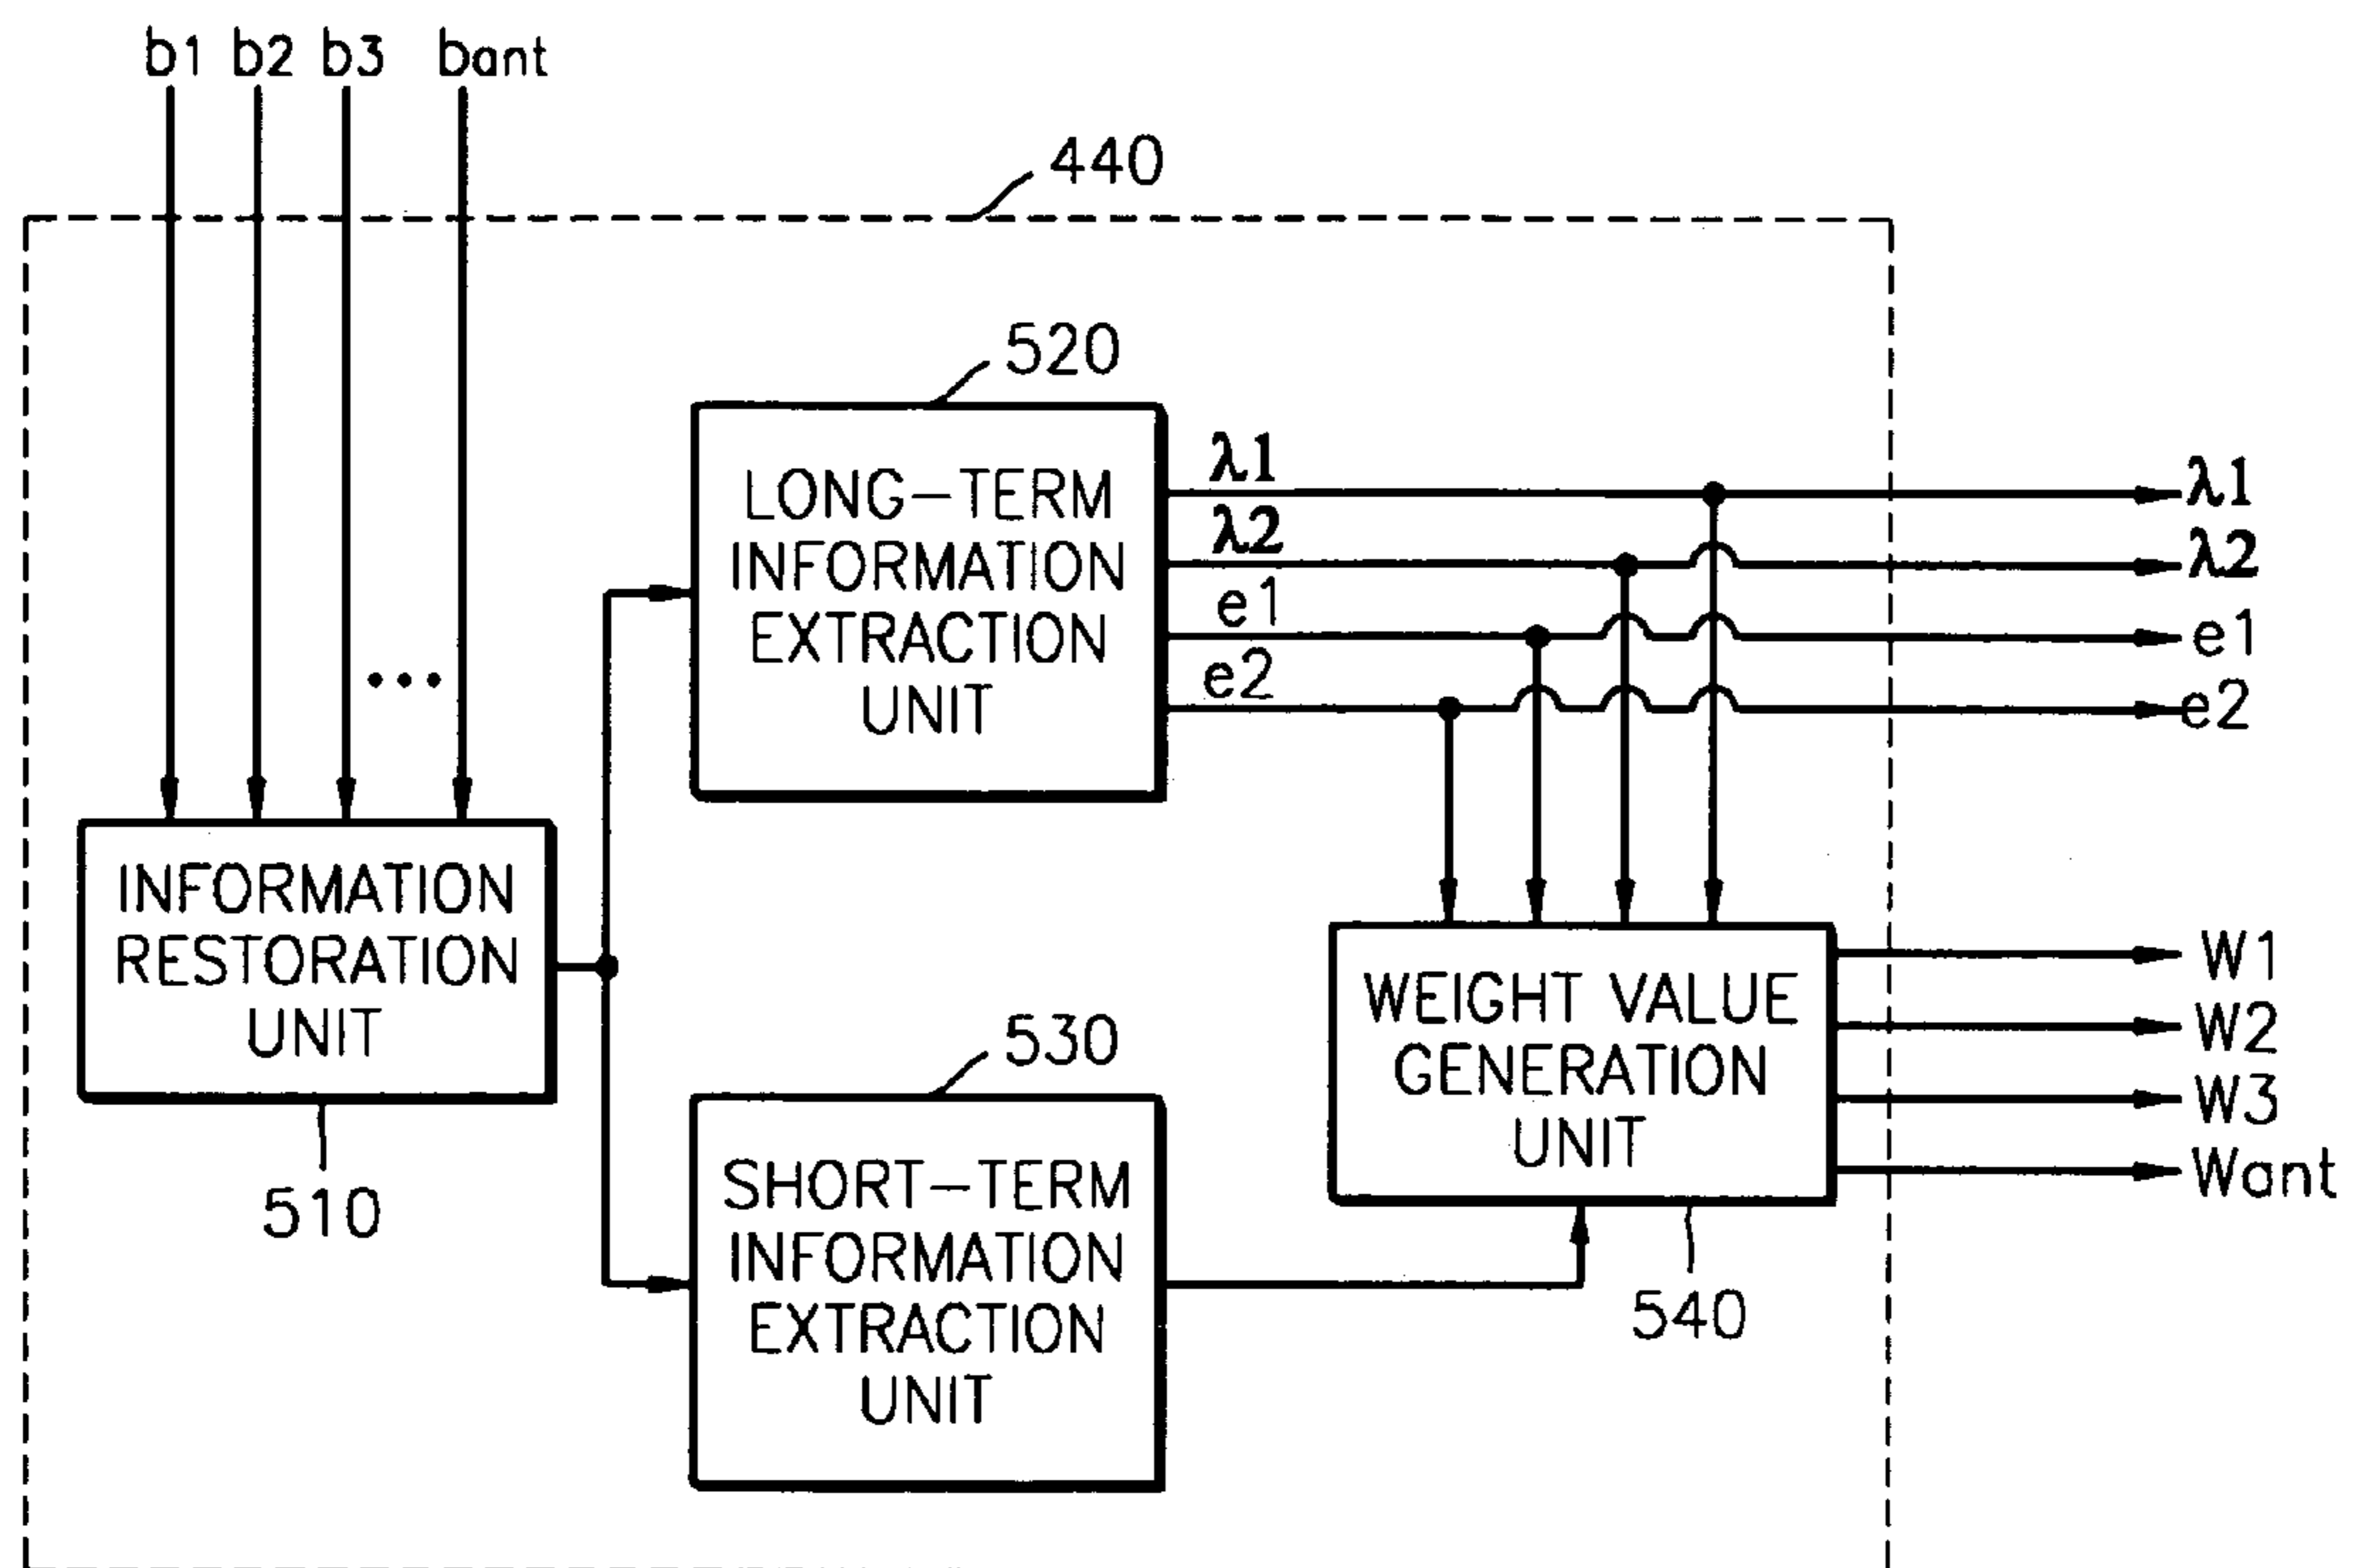 b1 b2 b3 bant
440
520
LONG-TERM
INFORMATION
EXTRACTION
UNIT
λ1
λ2
e1
e2
λ1
λ2
e1
e2
...
INFORMATION
RESTORATION
UNIT
510
530
SHORT-TERM
INFORMATION
EXTRACTION
UNIT
WEIGHT VALUE
GENERATION
UNIT
540
W1
W2
W3
Want